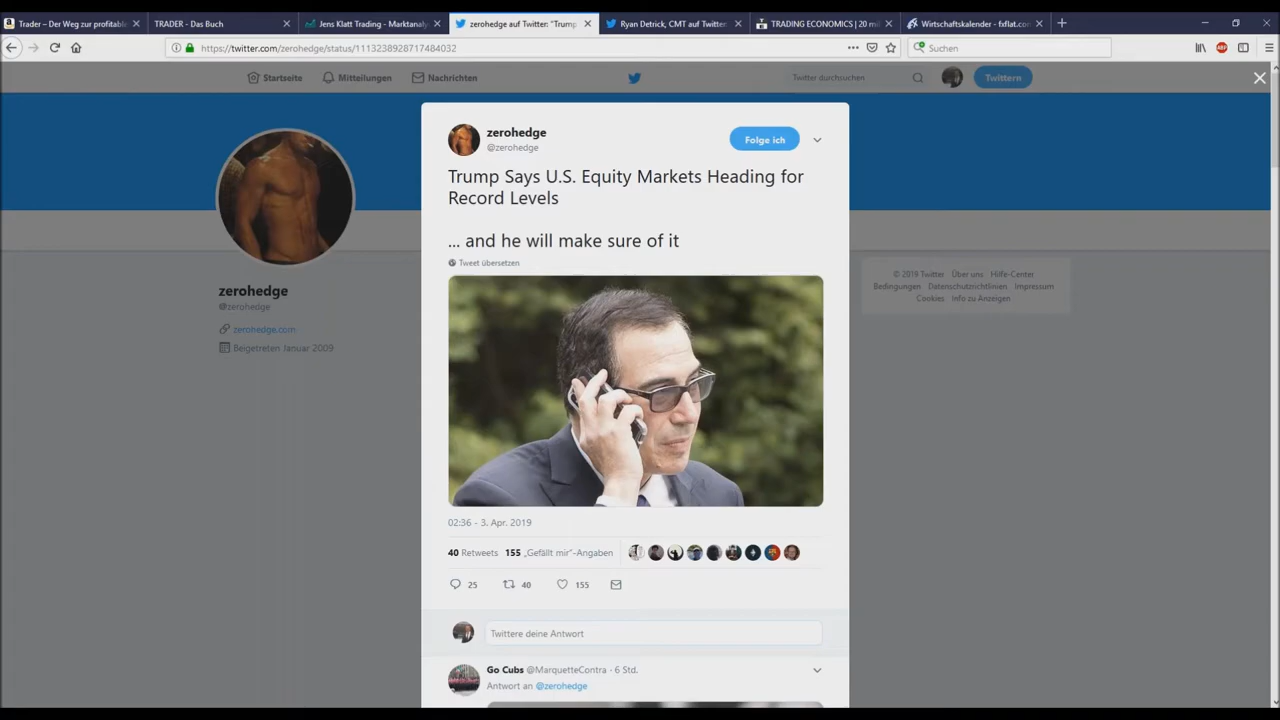 Trader – Der Weg zur profitable
TRADER - Das Buch
Jens Klatt Trading - Marktanaly
zerohedge auf Twitter: "Trump
Ryan Detrick, CMT auf Twitter
TRADING ECONOMICS | 20 mi
Wirtschaftskalender - fxflat.com
https://twitter.com/zerohedge/status/1113238928717484032
Suchen
ABP
Startseite
Mitteilungen
Nachrichten
Twitter durchsuchen
Twittern
zerohedge
@zerohedge
Folge ich
Trump Says U.S. Equity Markets Heading for
Record Levels
... and he will make sure of it
Tweet übersetzen
zerohedge
@zerohedge
zerohedge.com
Beigetreten Januar 2009
© 2019 Twitter Über uns Hilfe-Center
Bedingungen Datenschutzrichtlinien Impressum
Cookies Info zu Anzeigen
02:36 - 3. Apr. 2019
40 Retweets 155 „Gefällt mir“-Angaben
25 40 155
Twittere deine Antwort
Go Cubs @MarquetteContra · 6 Std.
Antwort an @zerohedge